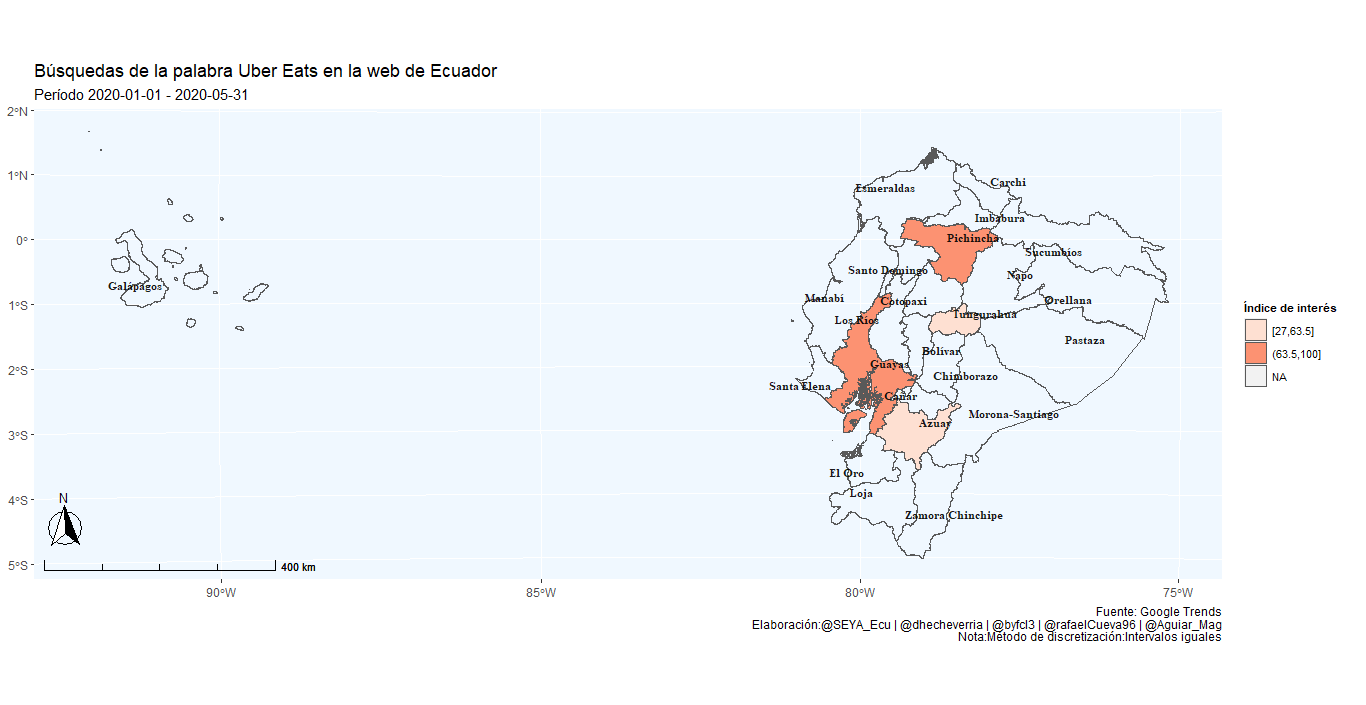 Búsquedas de la palabra Uber Eats en la web de Ecuador
Período 2020-01-01 - 2020-05-31
2°N
1°N
0°
1°S
2°S
3°S
4°S
5°S
Galápagos
Esmeraldas
Carchi
Imbabura
Pichincha
Sucumbíos
Santo Domingo
Napo
Manabí
Cotopaxi
Orellana
Los Ríos
Tungurahua
Pastaza
Bolívar
Guayas
Chimborazo
Santa Elena
Cañar
Morona-Santiago
Azuay
El Oro
Loja
Zamora Chinchipe
N
400 km
90°W
85°W
80°W
75°W
Índice de interés
[27,63.5]
(63.5,100]
NA
Fuente: Google Trends
Elaboración:@SEYA_Ecu | @dhecheverria | @byfcl3 | @rafaelCueva96 | @Aguiar_Mag
Nota:Método de discretización:Intervalos iguales